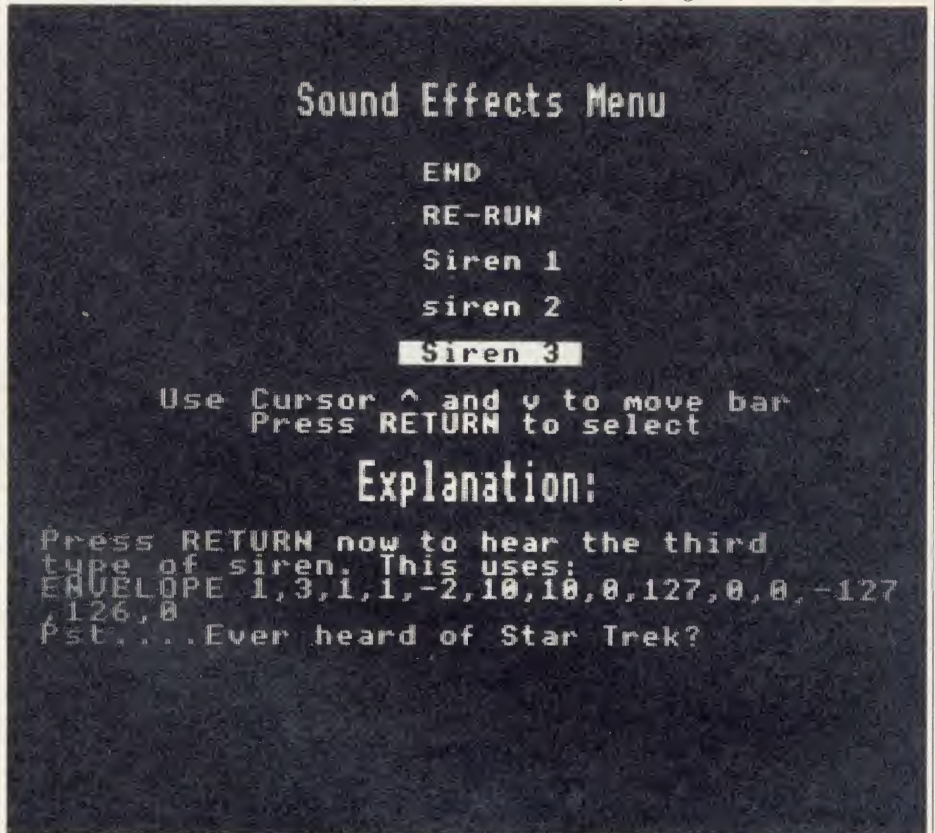 Sound Effects Menu
END
RE-RUN
Siren 1
siren 2
Siren 3
Use Cursor ^ and v to move bar
Press RETURN to select
Explanation:
Press RETURN now to hear the third
type of siren. This uses:
ENVELOPE 1,3,1,1,-2,10,10,0,127,0,0,-127
,126,0
Pst....Ever heard of Star Trek?